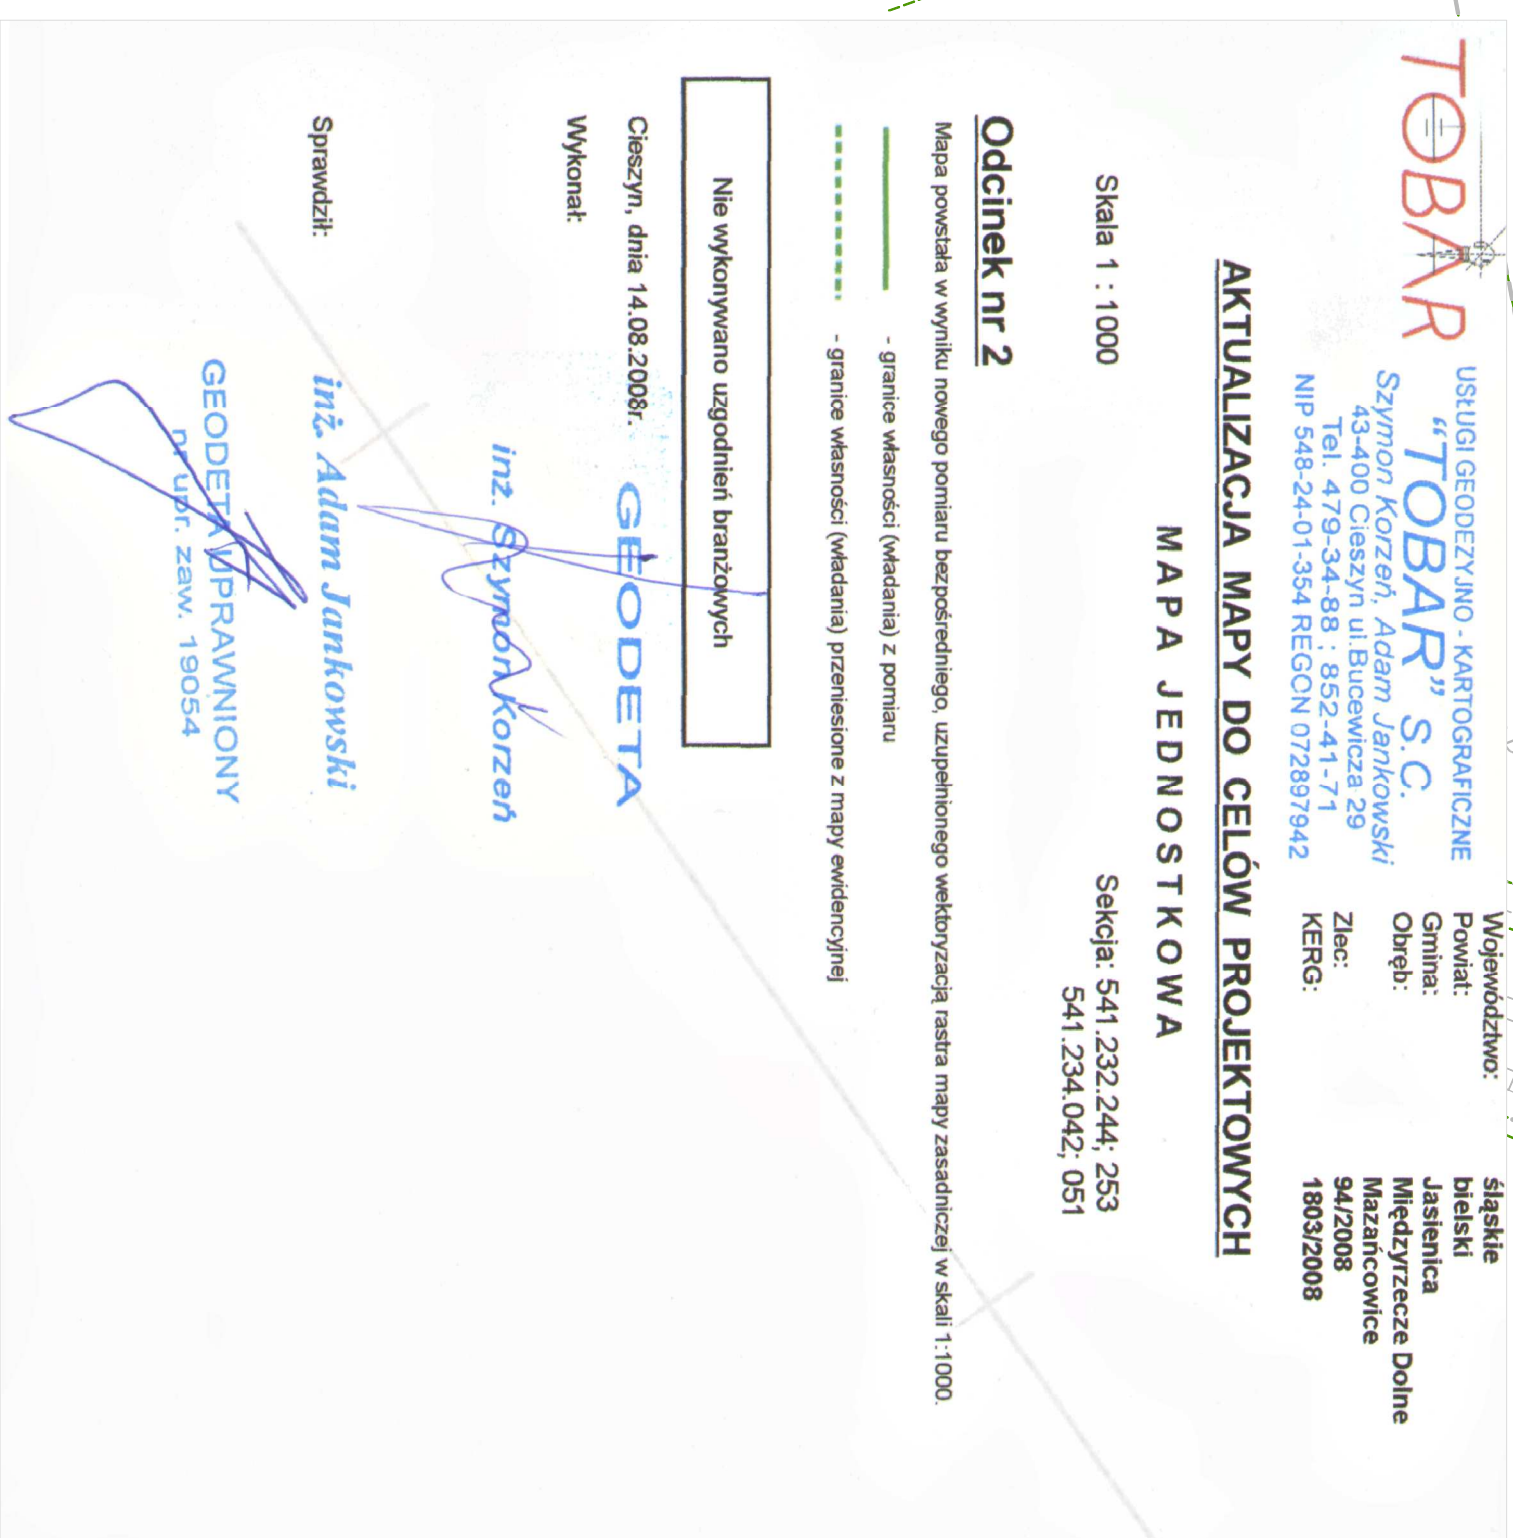 TOBAR
USŁUGI GEODEZYJNO - KARTOGRAFICZNE
“TOBAR” S.C.
Szymon Korzeń, Adam Jankowski
43-400 Cieszyn ul.Bucewicza 29
Tel. 479-34-88 ; 852-41-71
NIP 548-24-01-354 REGON 072897942
Województwo: śląskie
Powiat: bielski
Gmina: Jasienica
Obręb: Międzyrzecze Dolne
Mazańcowice
Zlec: 94/2008
KERG: 1803/2008
AKTUALIZACJA MAPY DO CELÓW PROJEKTOWYCH
MAPA JEDNOSTKOWA
Skala 1 : 1000
Sekcja: 541.232.244; 253
541.234.042; 051
Odcinek nr 2
Mapa powstała w wyniku nowego pomiaru bezpośredniego, uzupełnionego wektoryzacją rastra mapy zasadniczej w skali 1:1000.
- granice własności (władania) z pomiaru
- granice własności (władania) przeniesione z mapy ewidencyjnej
Nie wykonywano uzgodnień branżowych
Cieszyn, dnia 14.08.2008r.
GEODETA
Wykonał:
inż. Szymon Korzeń
Sprawdził:
inż. Adam Jankowski
GEODETA UPRAWNIONY
nr upr. zaw. 19054